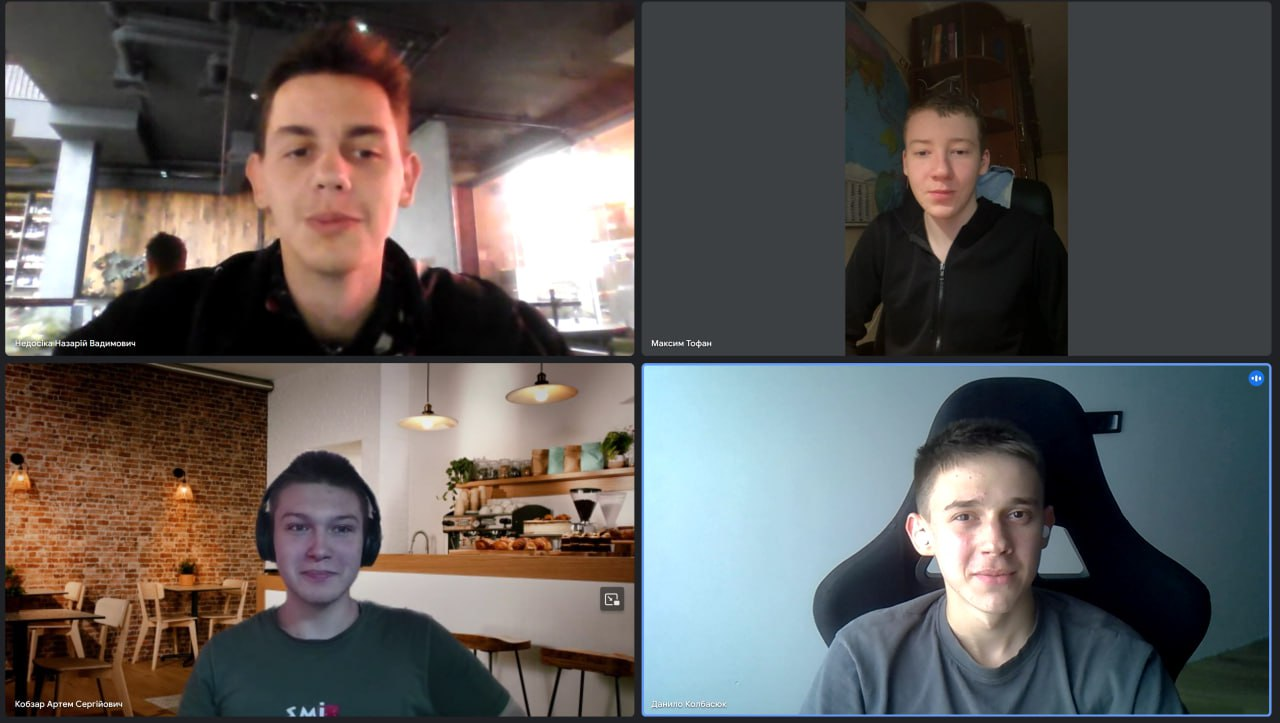 Недосіка Назарій Вадимович
Максим Тофан
Кобзар Артем Сергійович
Данило Колбасюк